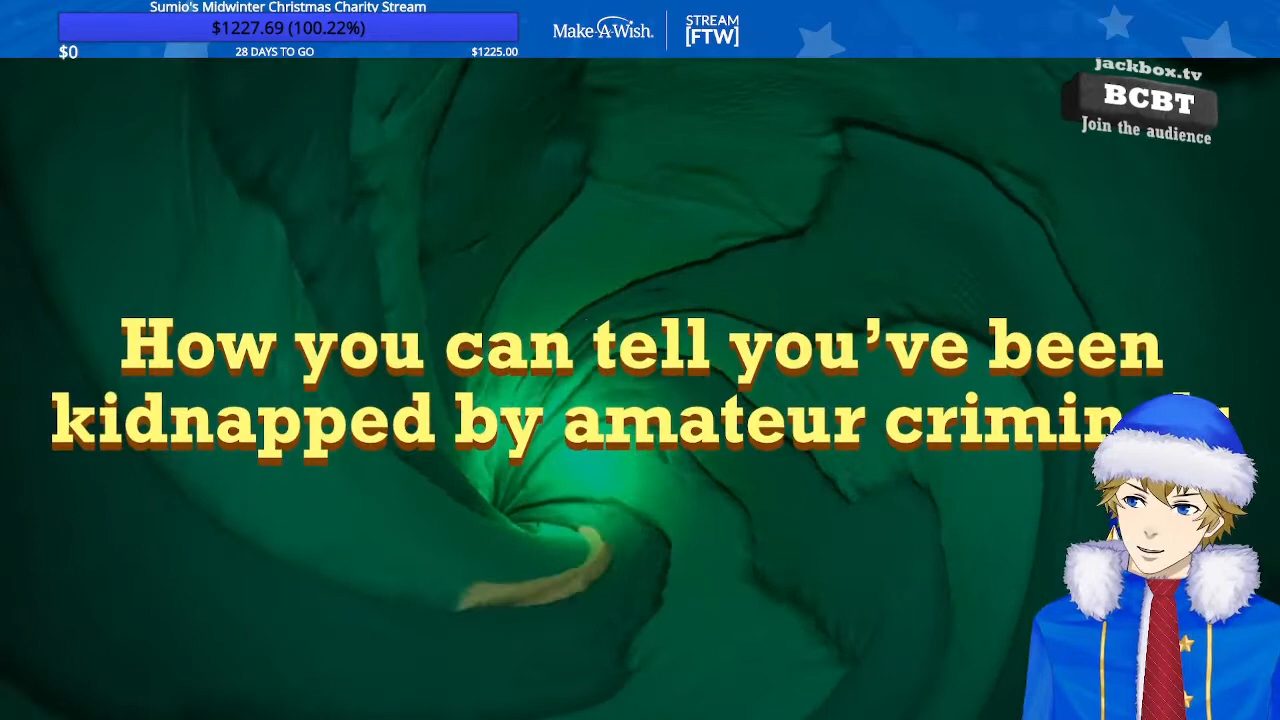 Sumio's Midwinter Christmas Charity Stream
$1227.69 (100.22%)
$0
28 DAYS TO GO
$1225.00
Make-A-Wish.
STREAM
[FTW]
jackbox.tv
BCBT
Join the audience
How you can tell you've been
kidnapped by amateur